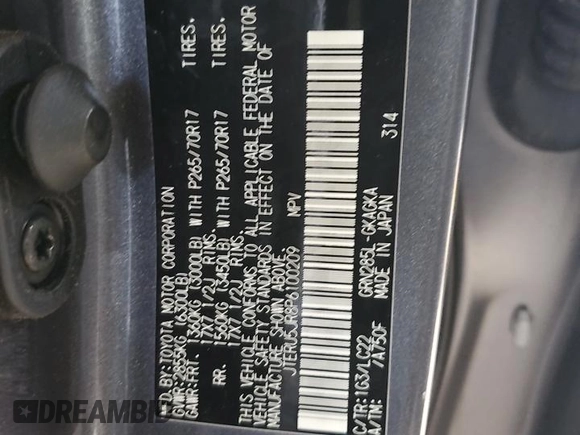 MFD.BY:TOYOTA MOTOR CORPORATION
GVWR:2855KG (6300LB)
GAWR:FRT. 1360KG (3000LB) WITH P265/70R17 TIRES.
17X7 1/2J RIMS.
RR. 1560KG (3450LB) WITH P265/70R17 TIRES.
17X7 1/2J RIMS.
THIS VEHICLE CONFORMS TO ALL APPLICABLE FEDERAL MOTOR
VEHICLE SAFETY STANDARDS IN EFFECT ON THE DATE OF
MANUFACTURE SHOWN ABOVE.
JTERU5JR8P6100209 MPV
C/TR:1G3/LC22 GRN285L-GKAGKA 314
A/TM: /A750F MADE IN JAPAN
RIDESAFELY